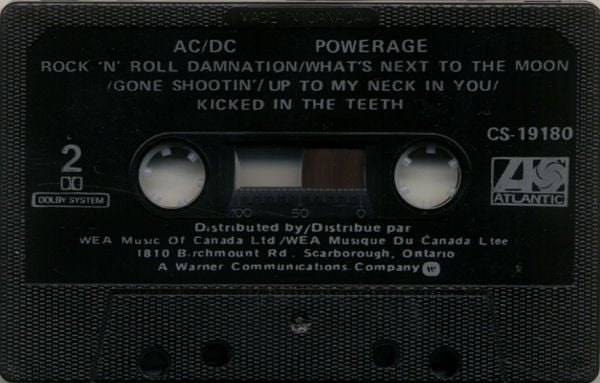 MADE IN CANADA
AC/DC POWERAGE
ROCK 'N' ROLL DAMNATION/WHAT'S NEXT TO THE MOON
/GONE SHOOTIN'/UP TO MY NECK IN YOU/
KICKED IN THE TEETH
CS-19180
2
DOLBY SYSTEM
ATLANTIC
100 50 0
Distributed by/Distribue par
WEA Music Of Canada Ltd/WEA Musique Du Canada Ltee
1810 Birchmount Rd. Scarborough, Ontario
A Warner Communications Company